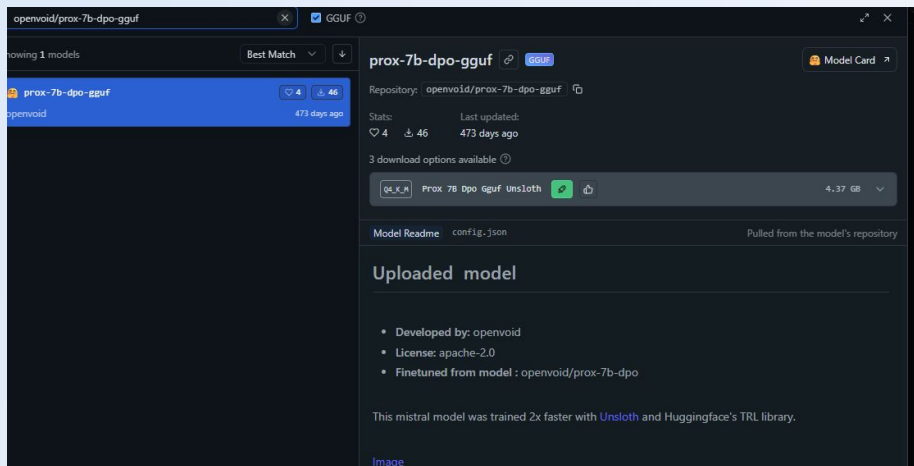 openvoid/prox-7b-dpo-gguf
GGUF
howing 1 models
Best Match
prox-7b-dpo-gguf
4
46
openvoid
473 days ago
prox-7b-dpo-gguf
GGUF
Model Card
Repository: openvoid/prox-7b-dpo-gguf
Stats:
Last updated:
4
46
473 days ago
3 download options available
Q4_K_M
Prox 7B Dpo Gguf Unsloth
4.37 GB
Model Readme
config.json
Pulled from the model's repository
Uploaded model
• Developed by: openvoid
• License: apache-2.0
• Finetuned from model : openvoid/prox-7b-dpo
This mistral model was trained 2x faster with Unsloth and Huggingface's TRL library.
Image